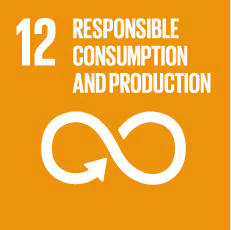 12 RESPONSIBLE
CONSUMPTION
AND PRODUCTION